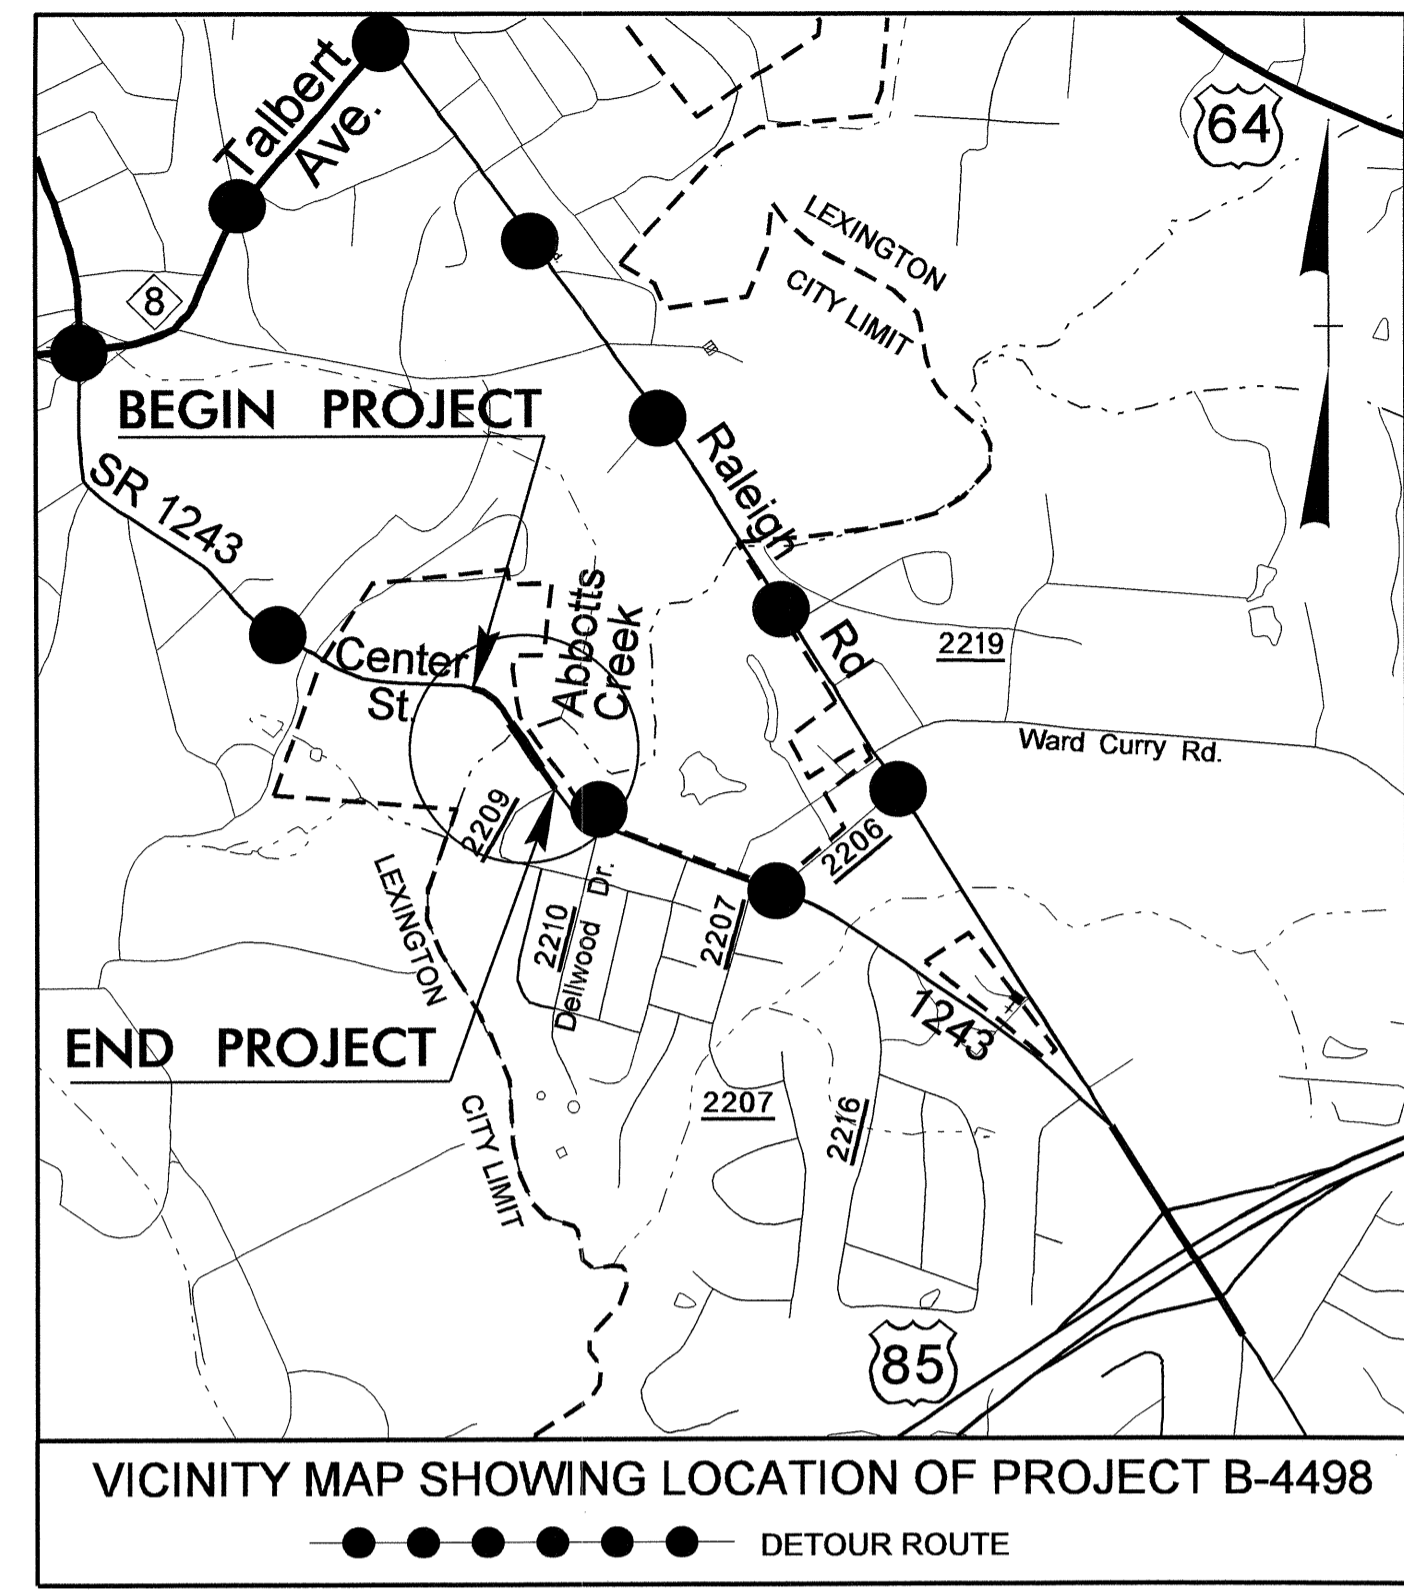 Talbert
Ave.
64
LEXINGTON
CITY LIMIT
8
BEGIN PROJECT
SR 1243
Raleigh
Rd
Abbotts
Creek
Center
St.
2219
Ward Curry Rd.
2209
2206
LEXINGTON
CITY LIMIT
2210
Dellwood Dr.
2207
1243
END PROJECT
2207
2216
85
VICINITY MAP SHOWING LOCATION OF PROJECT B-4498
DETOUR ROUTE